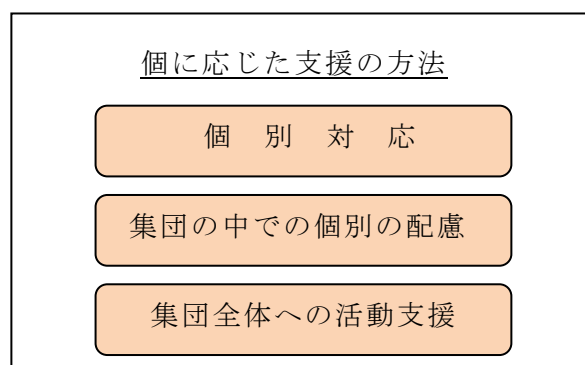 個に応じた支援の方法
個　別　対　応
集団の中での個別の配慮
集団全体への活動支援